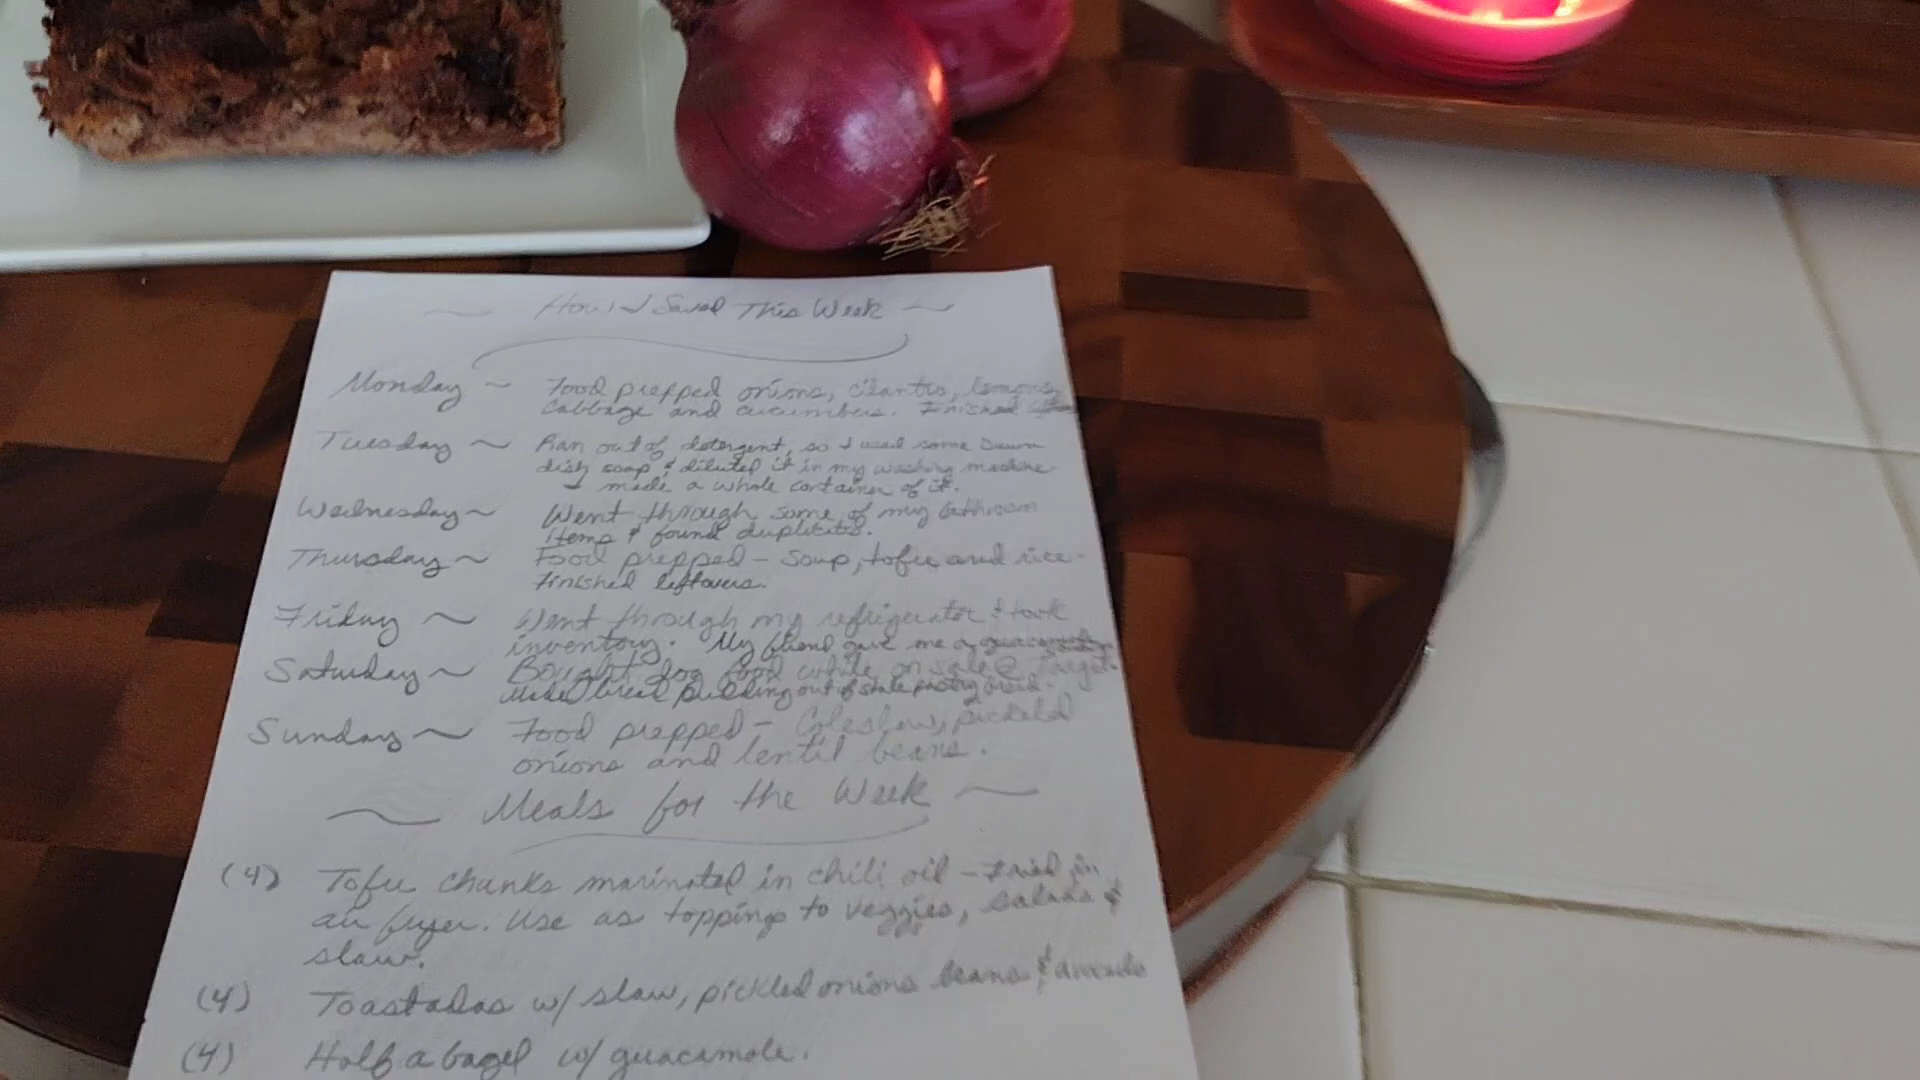 How I Saved This Week
Monday ~ Food prepped onions, cilantro, lemons,
cabbage and cucumbers. Finished
Tuesday ~ Ran out of detergent, so I used some Dawn
dish soap & diluted it in my washing machine
I made a whole container of it.
Wednesday ~ Went through some of my bathroom
items & found duplicates.
Thursday ~ Food prepped - Soup, tofu and rice.
Finished leftovers.
Friday ~ Went through my refrigerator & took
inventory. My friend gave me
Saturday ~ Bought dog food while on sale @ Target.
Made bread pudding out of stale pastry bread.
Sunday ~ Food prepped - Coleslaw, pickled
onions and lentil beans.
Meals for the Week
(4) Tofu chunks marinated in chili oil - Fried in
air fryer. Use as toppings to veggies, salads &
slaw.
(4) Toastadas w/ slaw, pickled onions beans & avocado
(4) Half a bagel w/ guacamole.